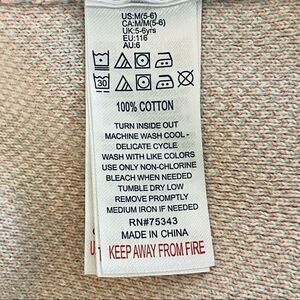 US:M(5-6)
CA:M/M(5-6)
UK:5-6yrs
EU:116
AU:6
30
100% COTTON
TURN INSIDE OUT
MACHINE WASH COOL -
DELICATE CYCLE
WASH WITH LIKE COLORS
USE ONLY NON-CHLORINE
BLEACH WHEN NEEDED
TUMBLE DRY LOW
REMOVE PROMPTLY
MEDIUM IRON IF NEEDED
RN#75343
MADE IN CHINA
KEEP AWAY FROM FIRE